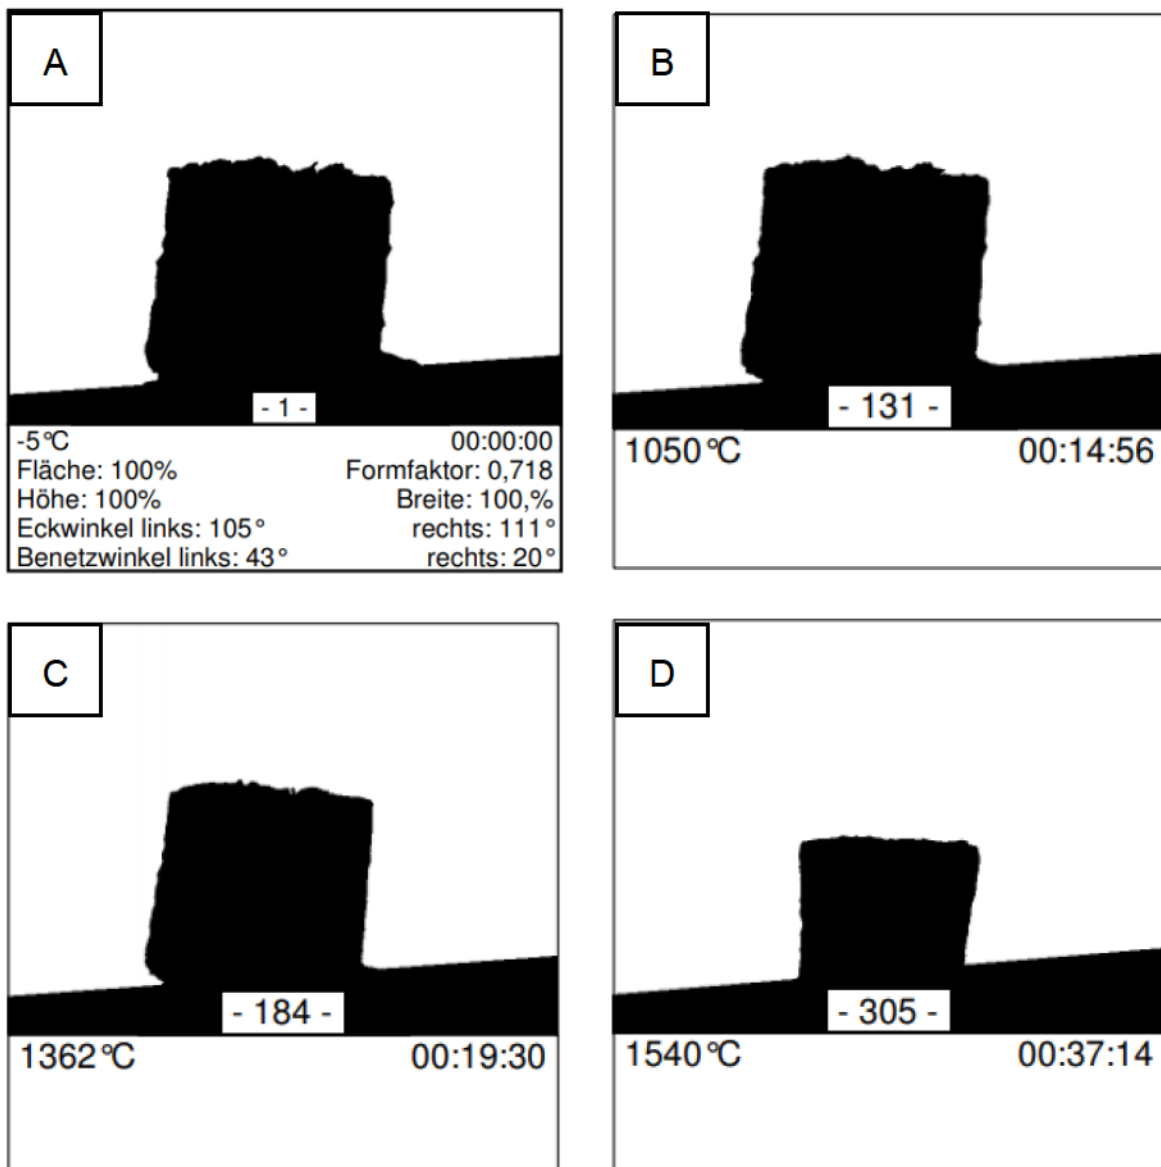 A
- 1 -
-5°C 00:00:00
Fläche: 100% Formfaktor: 0,718
Höhe: 100% Breite: 100,%
Eckwinkel links: 105° rechts: 111°
Benetzwinkel links: 43° rechts: 20°
B
- 131 -
1050°C 00:14:56
C
- 184 -
1362°C 00:19:30
D
- 305 -
1540°C 00:37:14